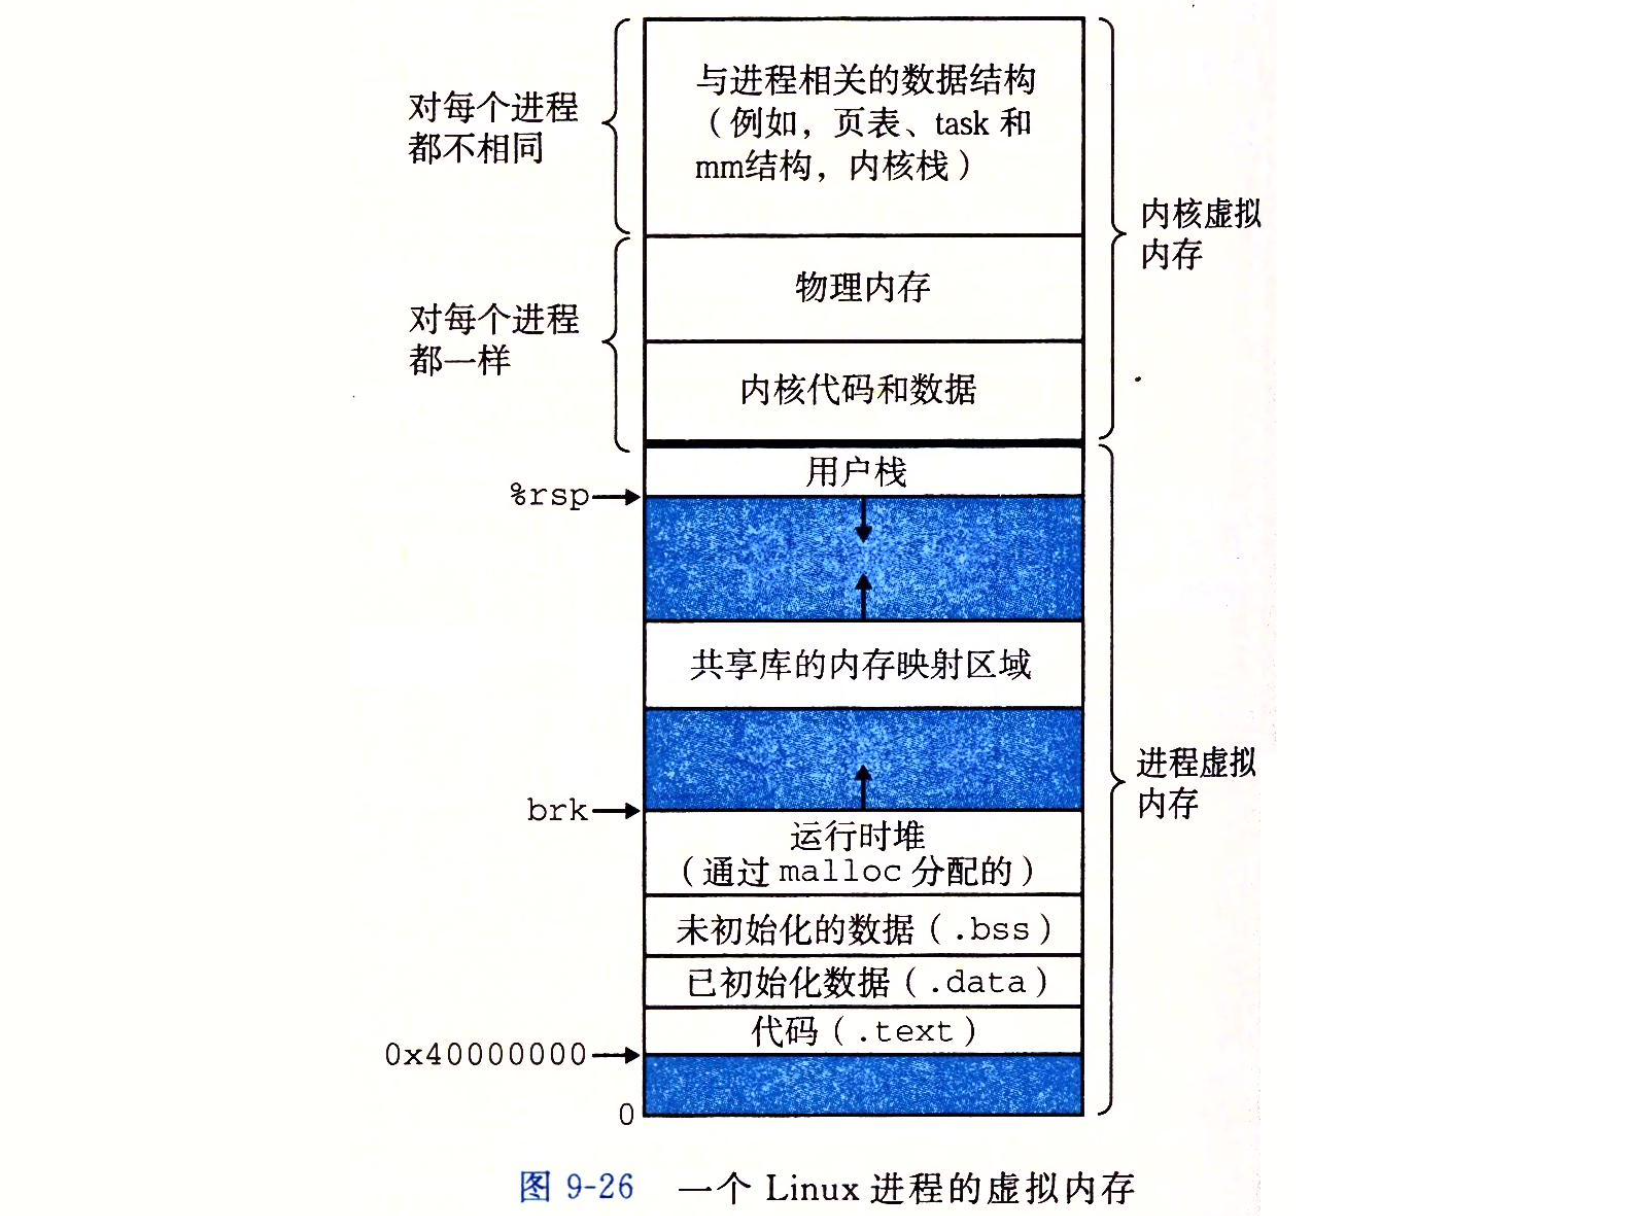 对每个进程
都不相同
与进程相关的数据结构
（例如，页表、task 和
mm结构，内核栈）
内核虚拟
内存
对每个进程
都一样
物理内存
内核代码和数据
用户栈
%rsp
共享库的内存映射区域
进程虚拟
内存
brk
运行时堆
（通过 malloc 分配的）
未初始化的数据（.bss）
已初始化数据（.data）
代码（.text）
0x40000000
0
图 9-26 一个 Linux 进程的虚拟内存